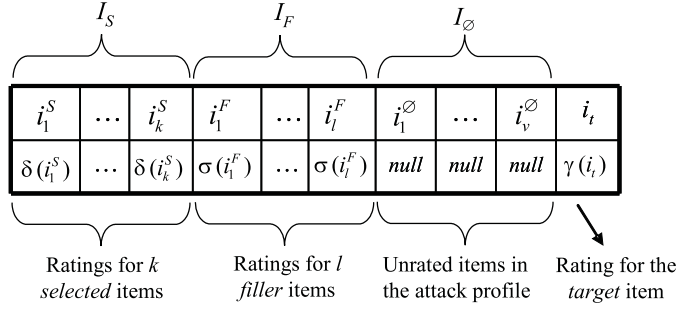 I_S I_F I_∅
i_1^S … i_k^S i_1^F … i_l^F i_1^∅ … i_v^∅ i_t
δ(i_1^S) … δ(i_k^S) σ(i_1^F) … σ(i_l^F) null null null γ(i_t)
Ratings for k
selected items
Ratings for l
filler items
Unrated items in
the attack profile
Rating for the
target item